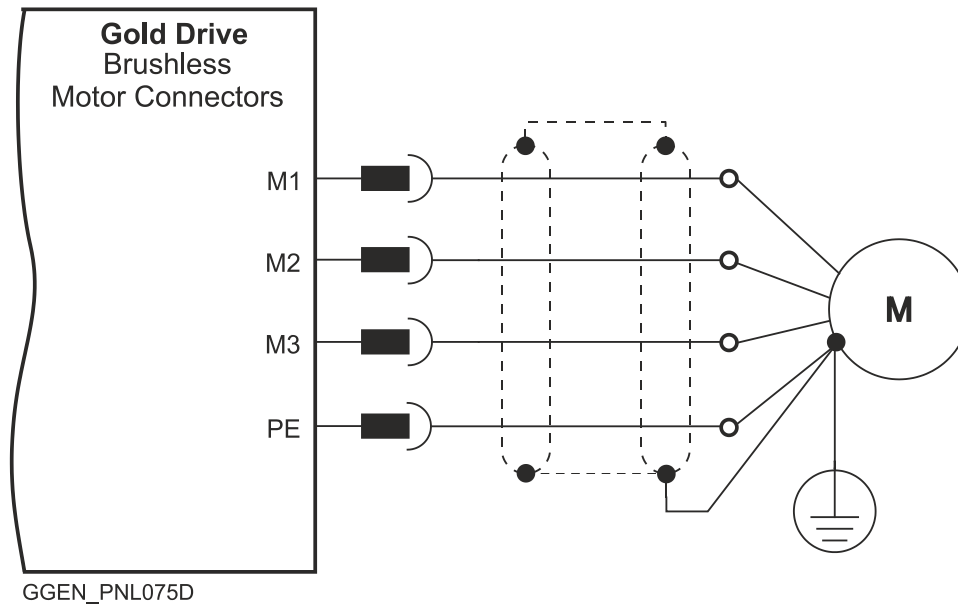 Gold Drive
Brushless
Motor Connectors
M1
M2
M3
PE
M
GGEN_PNL075D